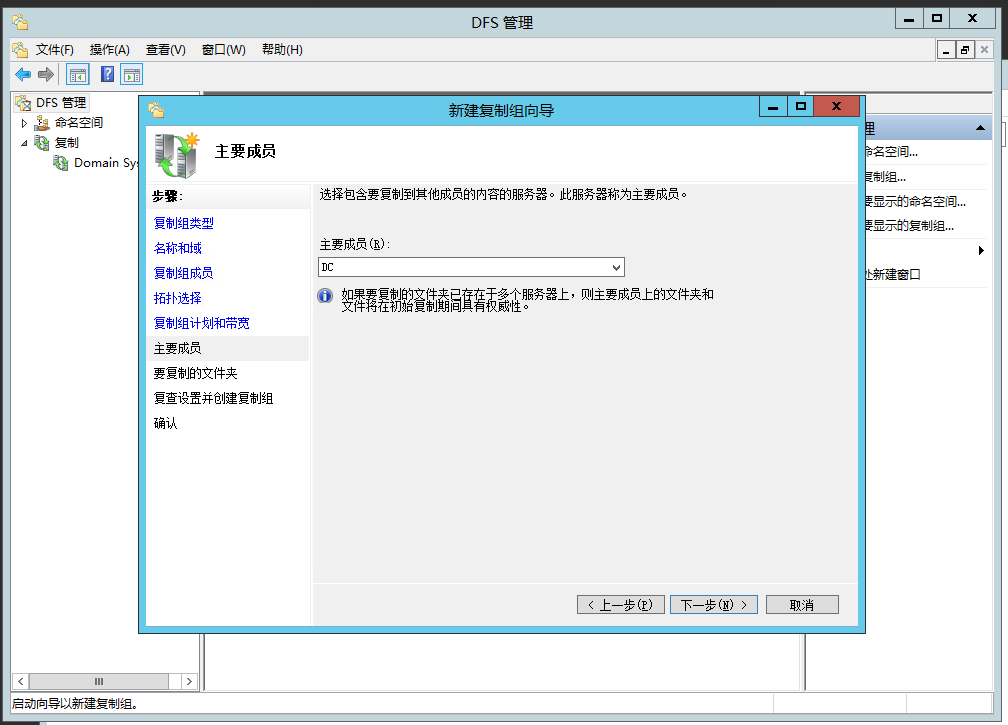 DFS 管理
文件(F) 操作(A) 查看(V) 窗口(W) 帮助(H)
DFS 管理
命名空间
复制
Domain Sy
新建复制组向导
主要成员
步骤:
复制组类型
名称和域
复制组成员
拓扑选择
复制组计划和带宽
主要成员
要复制的文件夹
复查设置并创建复制组
确认
选择包含要复制到其他成员的内容的服务器。此服务器称为主要成员。
主要成员(R):
DC
如果要复制的文件夹已存在于多个服务器上，则主要成员上的文件夹和
文件将在初始复制期间具有权威性。
< 上一步(P) 下一步(N) > 取消
理
命名空间...
复制组...
要显示的命名空间...
要显示的复制组...
新建窗口
启动向导以新建复制组。